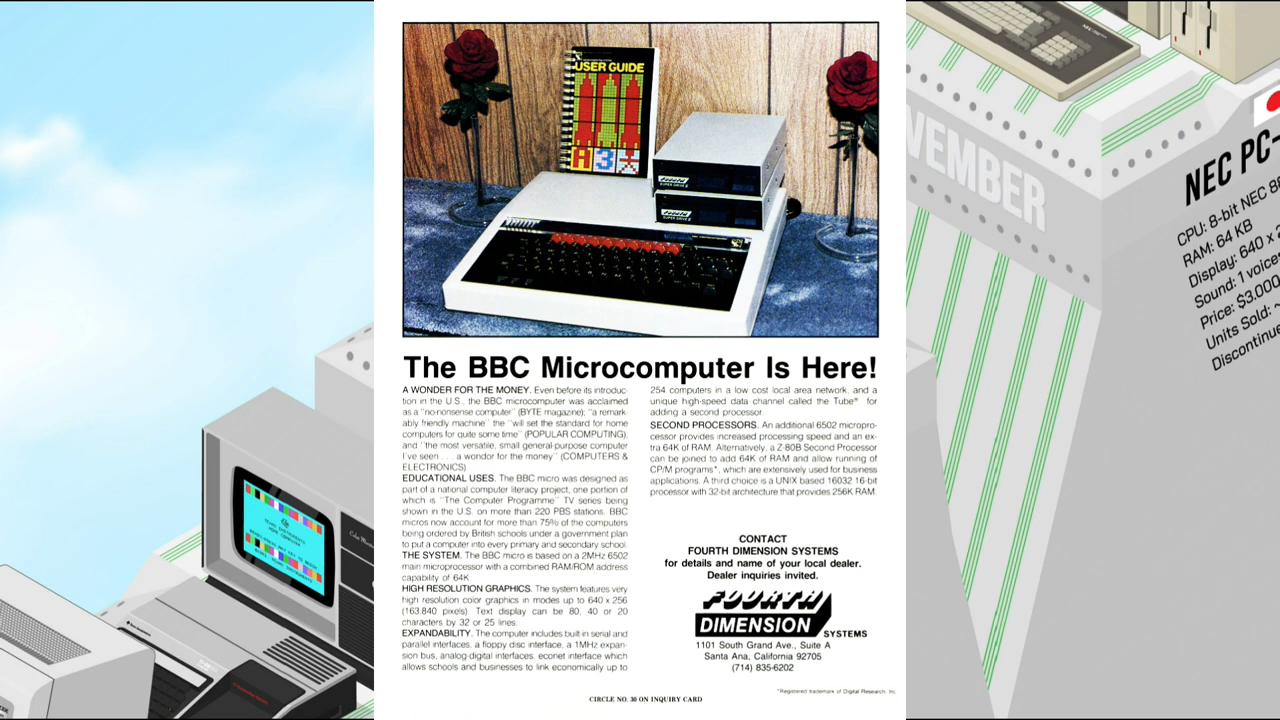 USER GUIDE
A 3
SUPER DRIVE II
SUPER DRIVE II
The BBC Microcomputer Is Here!
A WONDER FOR THE MONEY. Even before its introduc-
tion in the U.S., the BBC microcomputer was acclaimed
as a "no-nonsense computer" (BYTE magazine); "a remark-
ably friendly machine" the "will set the standard for home
computers for quite some time" (POPULAR COMPUTING),
and "the most versatile, small general-purpose computer
I've seen . . . a wonder for the money" (COMPUTERS &
ELECTRONICS)
EDUCATIONAL USES. The BBC micro was designed as
part of a national computer literacy project, one portion of
which is "The Computer Programme" TV series being
shown in the U.S. on more than 220 PBS stations. BBC
micros now account for more than 75% of the computers
being ordered by British schools under a government plan
to put a computer into every primary and secondary school.
THE SYSTEM. The BBC micro is based on a 2MHz 6502
main microprocessor with a combined RAM/ROM address
capability of 64K.
HIGH RESOLUTION GRAPHICS. The system features very
high resolution color graphics in modes up to 640 x 256
(163,840 pixels). Text display can be 80, 40 or 20
characters by 32 or 25 lines.
EXPANDABILITY. The computer includes built-in serial and
parallel interfaces, a floppy disc interface, a 1MHz expan-
sion bus, analog-digital interfaces, econet interface which
allows schools and businesses to link economically up to
254 computers in a low cost local area network, and a
unique high-speed data channel called the Tube® for
adding a second processor.
SECOND PROCESSORS. An additional 6502 micropro-
cessor provides increased processing speed and an ex-
tra 64K of RAM. Alternatively, a Z-80B Second Processor
can be joined to add 64K of RAM and allow running of
CP/M programs*, which are extensively used for business
applications. A third choice is a UNIX based 16032 16-bit
processor with 32-bit architecture that provides 256K RAM.
CONTACT
FOURTH DIMENSION SYSTEMS
for details and name of your local dealer.
Dealer inquiries invited.
FOURTH
DIMENSION SYSTEMS
1101 South Grand Ave., Suite A
Santa Ana, California 92705
(714) 835-6202
*Registered trademark of Digital Research, Inc.
CIRCLE NO. 30 ON INQUIRY CARD
VEMBER
NEC PC-
CPU: 8-bit NEC
RAM: 64 KB
Display: 640 x
Sound: 1 voice
Price: $3,000
Units Sold:
Discontinu